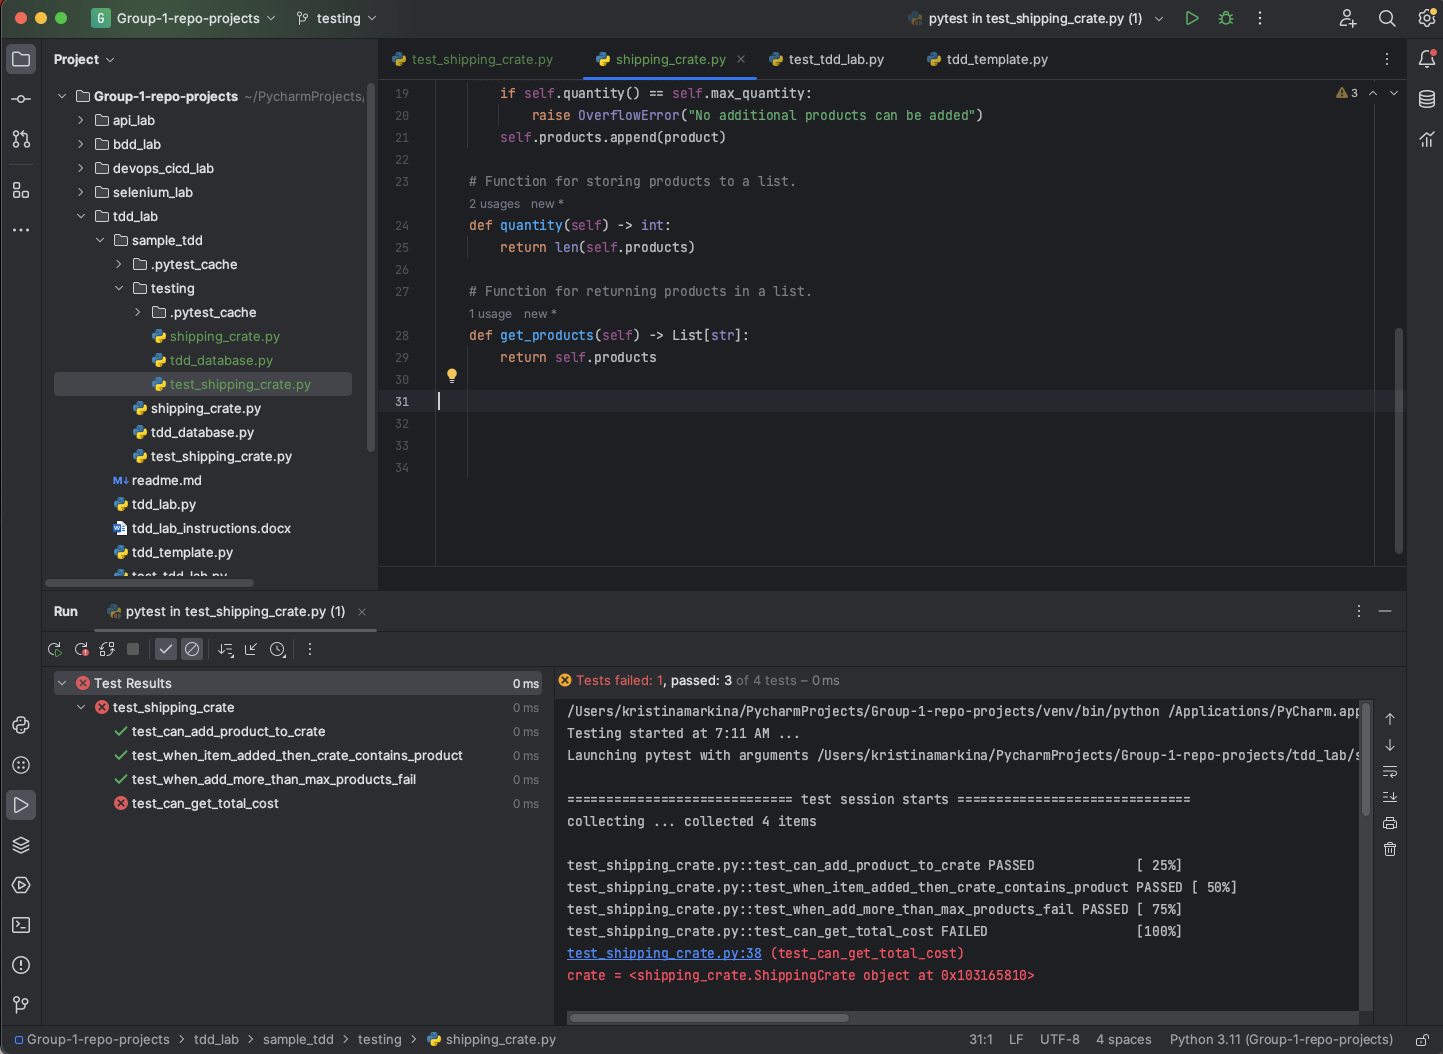 G Group-1-repo-projects testing
pytest in test_shipping_crate.py (1)
Project
test_shipping_crate.py shipping_crate.py test_tdd_lab.py tdd_template.py
Group-1-repo-projects ~/PycharmProjects/
api_lab
bdd_lab
devops_cicd_lab
selenium_lab
tdd_lab
sample_tdd
.pytest_cache
testing
.pytest_cache
shipping_crate.py
tdd_database.py
test_shipping_crate.py
shipping_crate.py
tdd_database.py
test_shipping_crate.py
M↓ readme.md
tdd_lab.py
tdd_lab_instructions.docx
tdd_template.py
test_tdd_lab.py
3
19 if self.quantity() == self.max_quantity:
20 raise OverflowError("No additional products can be added")
21 self.products.append(product)
22
23 # Function for storing products to a list.
2 usages new *
24 def quantity(self) -> int:
25 return len(self.products)
26
27 # Function for returning products in a list.
1 usage new *
28 def get_products(self) -> List[str]:
29 return self.products
30
31
32
33
34
Run pytest in test_shipping_crate.py (1)
Test Results 0 ms
test_shipping_crate 0 ms
test_can_add_product_to_crate 0 ms
test_when_item_added_then_crate_contains_product 0 ms
test_when_add_more_than_max_products_fail 0 ms
test_can_get_total_cost 0 ms
Tests failed: 1, passed: 3 of 4 tests – 0 ms
/Users/kristinamarkina/PycharmProjects/Group-1-repo-projects/venv/bin/python /Applications/PyCharm.app
Testing started at 7:11 AM ...
Launching pytest with arguments /Users/kristinamarkina/PycharmProjects/Group-1-repo-projects/tdd_lab/s
============================= test session starts ==============================
collecting ... collected 4 items
test_shipping_crate.py::test_can_add_product_to_crate PASSED [ 25%]
test_shipping_crate.py::test_when_item_added_then_crate_contains_product PASSED [ 50%]
test_shipping_crate.py::test_when_add_more_than_max_products_fail PASSED [ 75%]
test_shipping_crate.py::test_can_get_total_cost FAILED [100%]
test_shipping_crate.py:38 (test_can_get_total_cost)
crate = <shipping_crate.ShippingCrate object at 0x103165810>
Group-1-repo-projects > tdd_lab > sample_tdd > testing > shipping_crate.py
31:1 LF UTF-8 4 spaces Python 3.11 (Group-1-repo-projects)